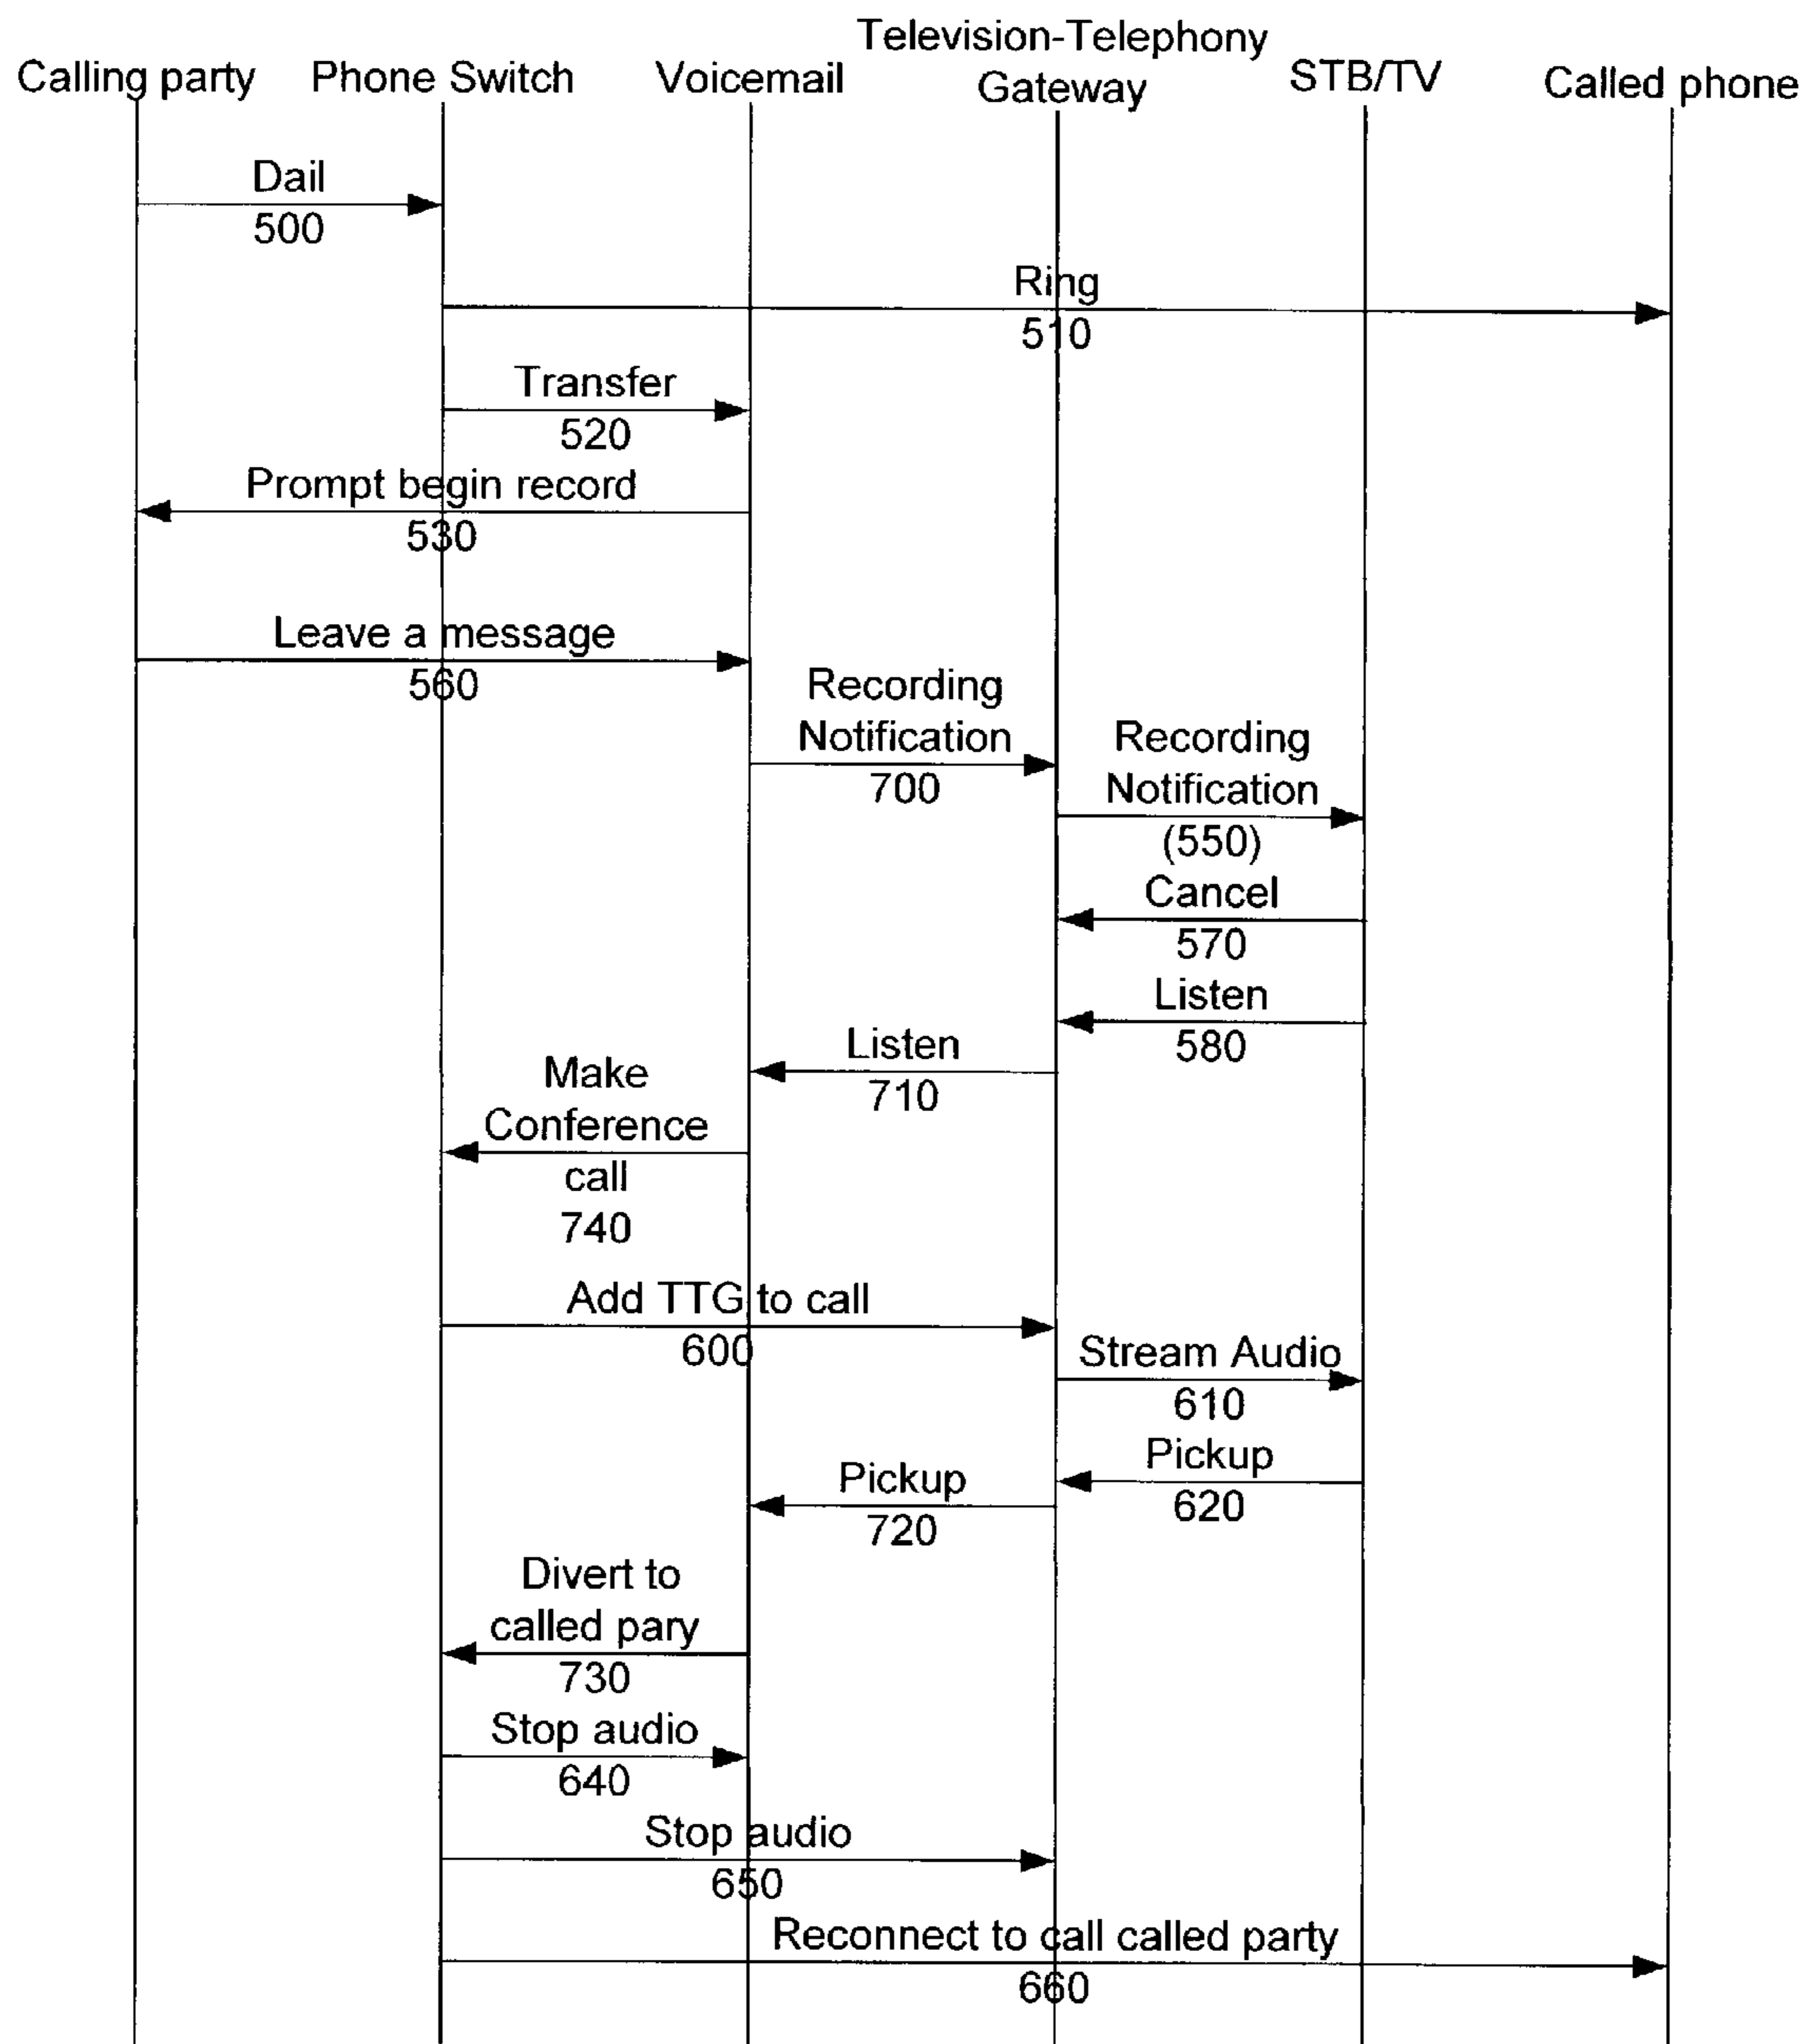 Television-Telephony
Calling party Phone Switch Voicemail Gateway STB/TV Called phone
Dail
500
Ring
510
Transfer
520
Prompt begin record
530
Leave a message
560
Recording
Notification
700
Recording
Notification
(550)
Cancel
570
Listen
580
Listen
710
Make
Conference
call
740
Add TTG to call
600
Stream Audio
610
Pickup
620
Pickup
720
Divert to
called pary
730
Stop audio
640
Stop audio
650
Reconnect to call called party
660